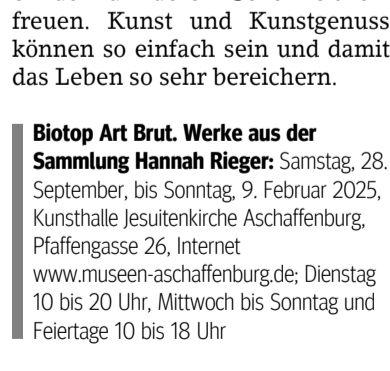 freuen. Kunst und Kunstgenuss
können so einfach sein und damit
das Leben so sehr bereichern.
Biotop Art Brut. Werke aus der
Sammlung Hannah Rieger: Samstag, 28.
September, bis Sonntag, 9. Februar 2025,
Kunsthalle Jesuitenkirche Aschaffenburg,
Pfaffengasse 26, Internet
www.museen-aschaffenburg.de; Dienstag
10 bis 20 Uhr, Mittwoch bis Sonntag und
Feiertage 10 bis 18 Uhr